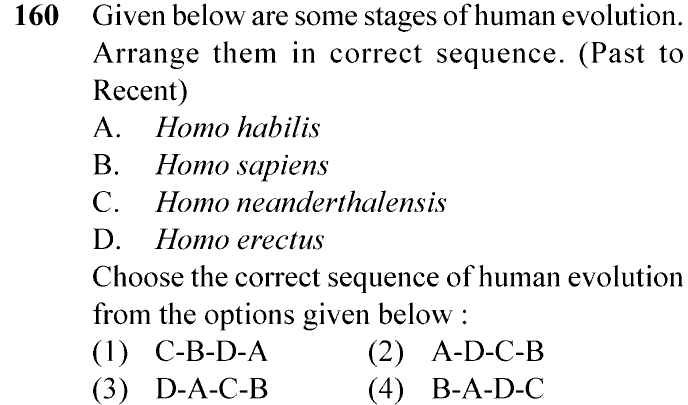 160 Given below are some stages of human evolution.
Arrange them in correct sequence. (Past to
Recent)
A. Homo habilis
B. Homo sapiens
C. Homo neanderthalensis
D. Homo erectus
Choose the correct sequence of human evolution
from the options given below :
(1) C-B-D-A (2) A-D-C-B
(3) D-A-C-B (4) B-A-D-C